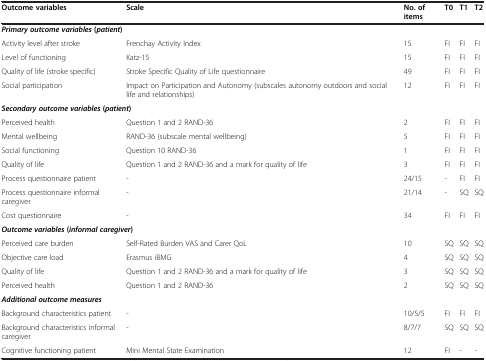 Outcome variables Scale No. of items T0 T1 T2
Primary outcome variables (patient)
Activity level after stroke Frenchay Activity Index 15 FI FI FI
Level of functioning Katz-15 15 FI FI FI
Quality of life (stroke specific) Stroke Specific Quality of Life questionnaire 49 FI FI FI
Social participation Impact on Participation and Autonomy (subscales autonomy outdoors and social life and relationships) 12 FI FI FI
Secondary outcome variables (patient)
Perceived health Question 1 and 2 RAND-36 2 FI FI FI
Mental wellbeing RAND-36 (subscale mental wellbeing) 5 FI FI FI
Social functioning Question 10 RAND-36 1 FI FI FI
Quality of life Question 1 and 2 RAND-36 and a mark for quality of life 3 FI FI FI
Process questionnaire patient - 24/15 - FI FI
Process questionnaire informal caregiver - 21/14 - SQ SQ
Cost questionnaire - 34 FI FI FI
Outcome variables (informal caregiver)
Perceived care burden Self-Rated Burden VAS and Carer QoL 10 SQ SQ SQ
Objective care load Erasmus iBMG 4 SQ SQ SQ
Quality of life Question 1 and 2 RAND-36 and a mark for quality of life 3 SQ SQ SQ
Perceived health Question 1 and 2 RAND-36 2 SQ SQ SQ
Additional outcome measures
Background characteristics patient - 10/5/5 FI FI FI
Background characteristics informal caregiver - 8/7/7 SQ SQ SQ
Cognitive functioning patient Mini Mental State Examination 12 FI - -